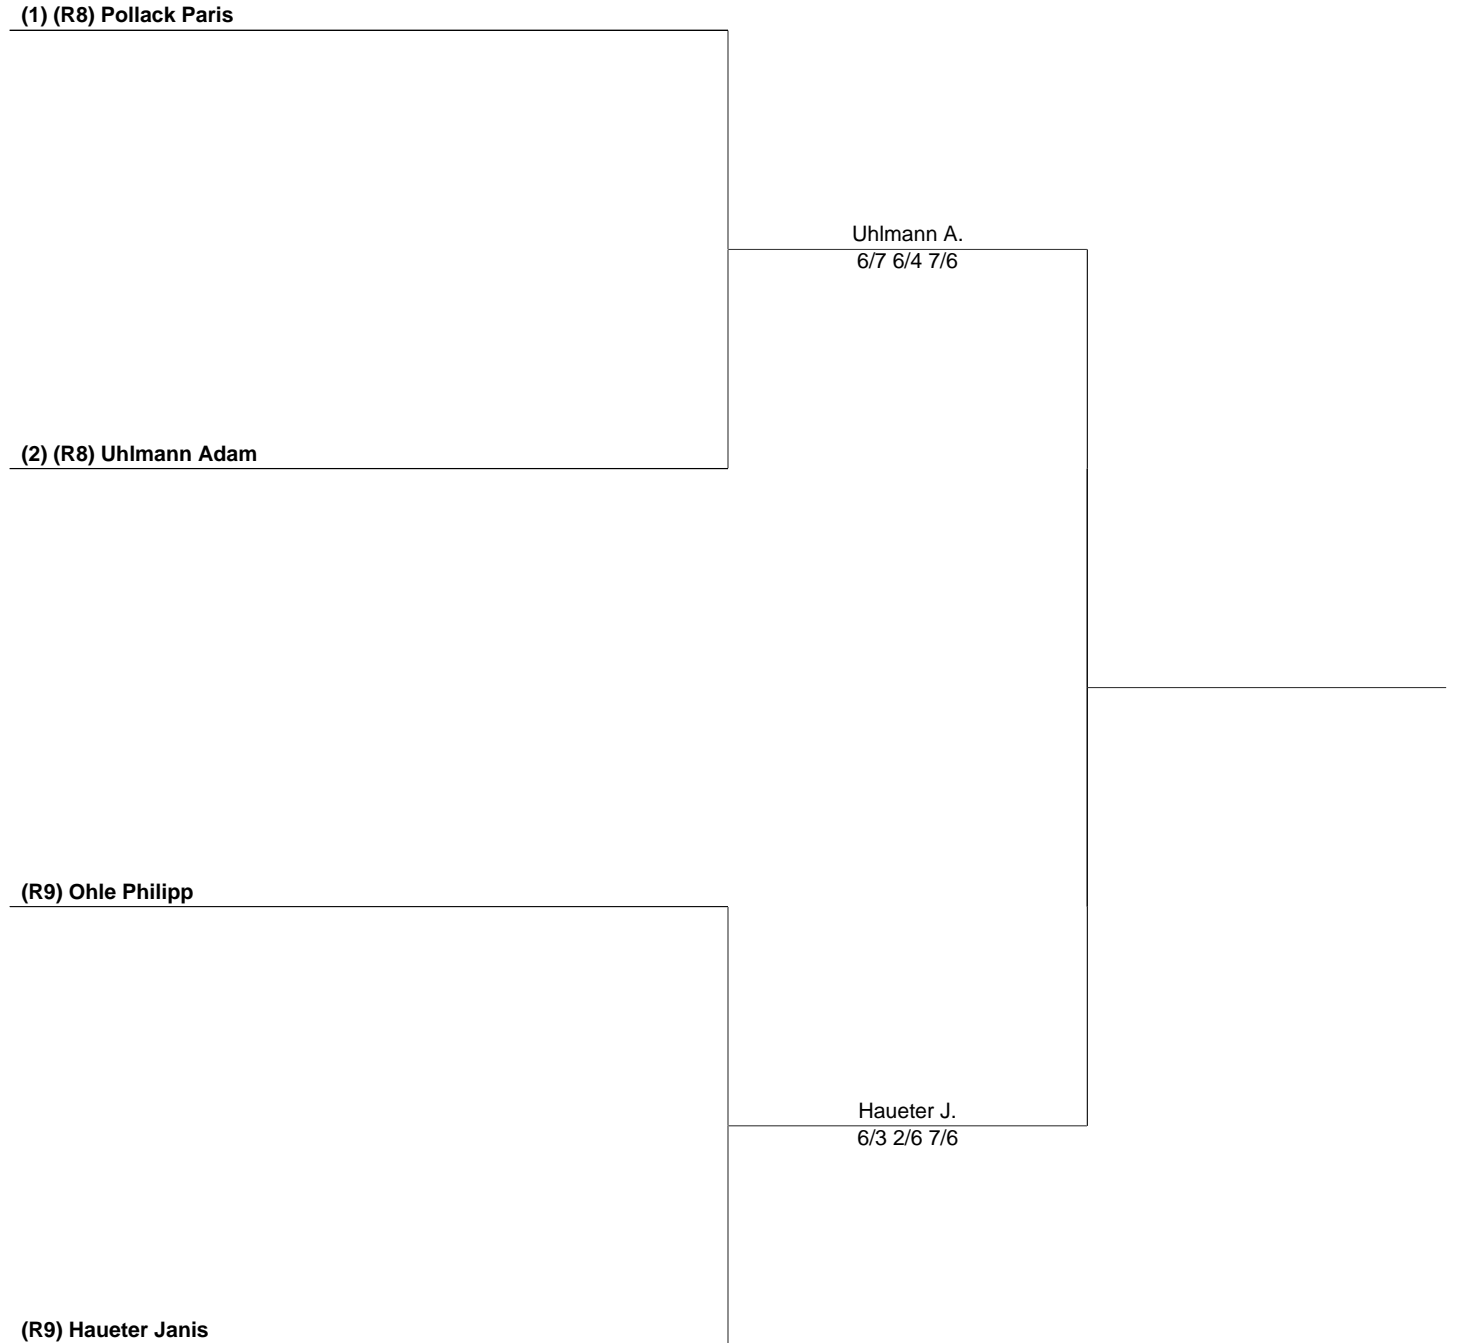 (1) (R8) Pollack Paris
Uhlmann A.
6/7 6/4 7/6
(2) (R8) Uhlmann Adam
(R9) Ohle Philipp
Haueter J.
6/3 2/6 7/6
(R9) Haueter Janis